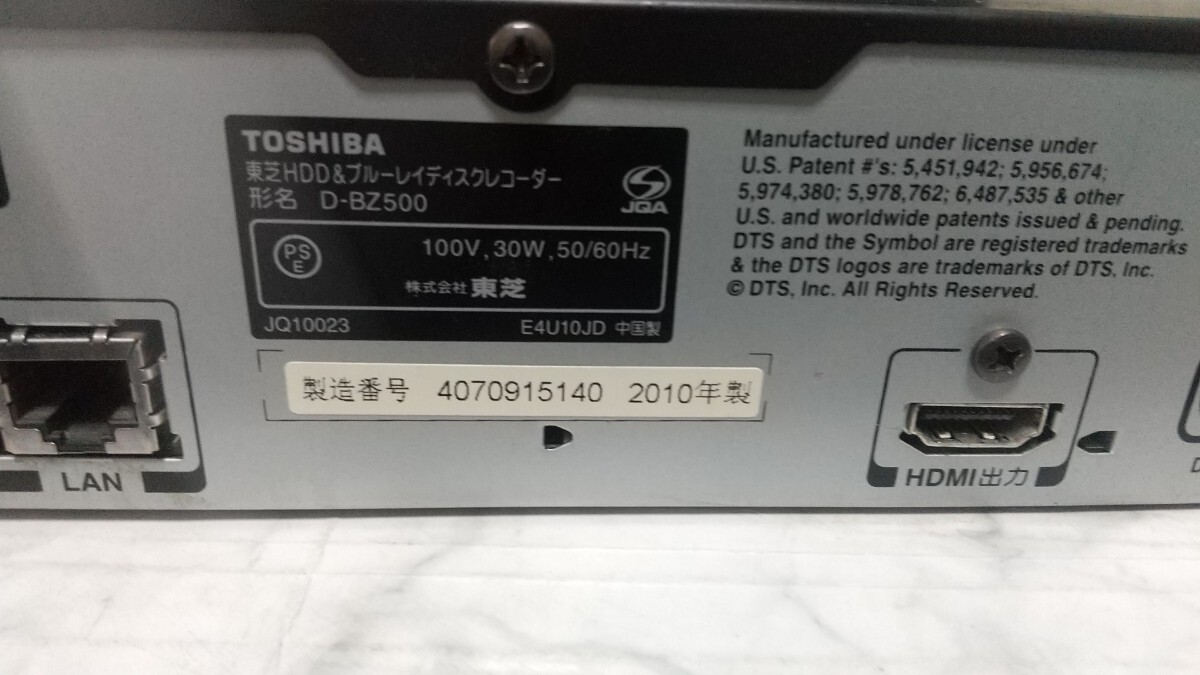 TOSHIBA
東芝HDD&ブルーレイディスクレコーダー
形名 D-BZ500
JQA
PS
E
100V, 30W, 50/60Hz
株式会社 東芝
JQ10023
E4U10JD 中国製
Manufactured under license under
U.S. Patent #'s: 5,451,942; 5,956,674;
5,974,380; 5,978,762; 6,487,535 & other
U.S. and worldwide patents issued & pending.
DTS and the Symbol are registered trademarks
& the DTS logos are trademarks of DTS, Inc.
© DTS, Inc. All Rights Reserved.
製造番号 4070915140 2010年製
LAN
HDMI出力